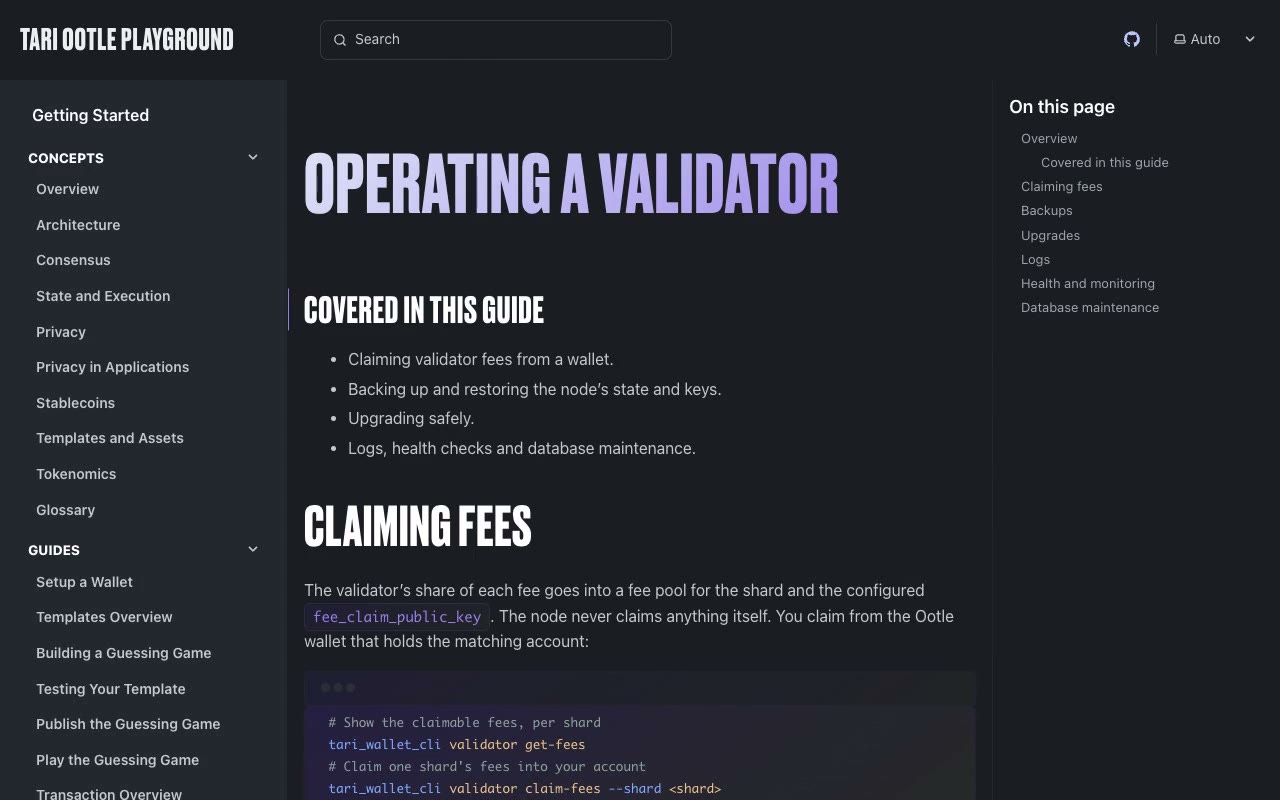 TARI OOTLE PLAYGROUND
Search
Auto
Getting Started
CONCEPTS
Overview
Architecture
Consensus
State and Execution
Privacy
Privacy in Applications
Stablecoins
Templates and Assets
Tokenomics
Glossary
GUIDES
Setup a Wallet
Templates Overview
Building a Guessing Game
Testing Your Template
Publish the Guessing Game
Play the Guessing Game
Transaction Overview
OPERATING A VALIDATOR
COVERED IN THIS GUIDE
• Claiming validator fees from a wallet.
• Backing up and restoring the node’s state and keys.
• Upgrading safely.
• Logs, health checks and database maintenance.
CLAIMING FEES
The validator’s share of each fee goes into a fee pool for the shard and the configured
fee_claim_public_key. The node never claims anything itself. You claim from the Ootle
wallet that holds the matching account:
# Show the claimable fees, per shard
tari_wallet_cli validator get-fees
# Claim one shard's fees into your account
tari_wallet_cli validator claim-fees --shard <shard>
On this page
Overview
Covered in this guide
Claiming fees
Backups
Upgrades
Logs
Health and monitoring
Database maintenance